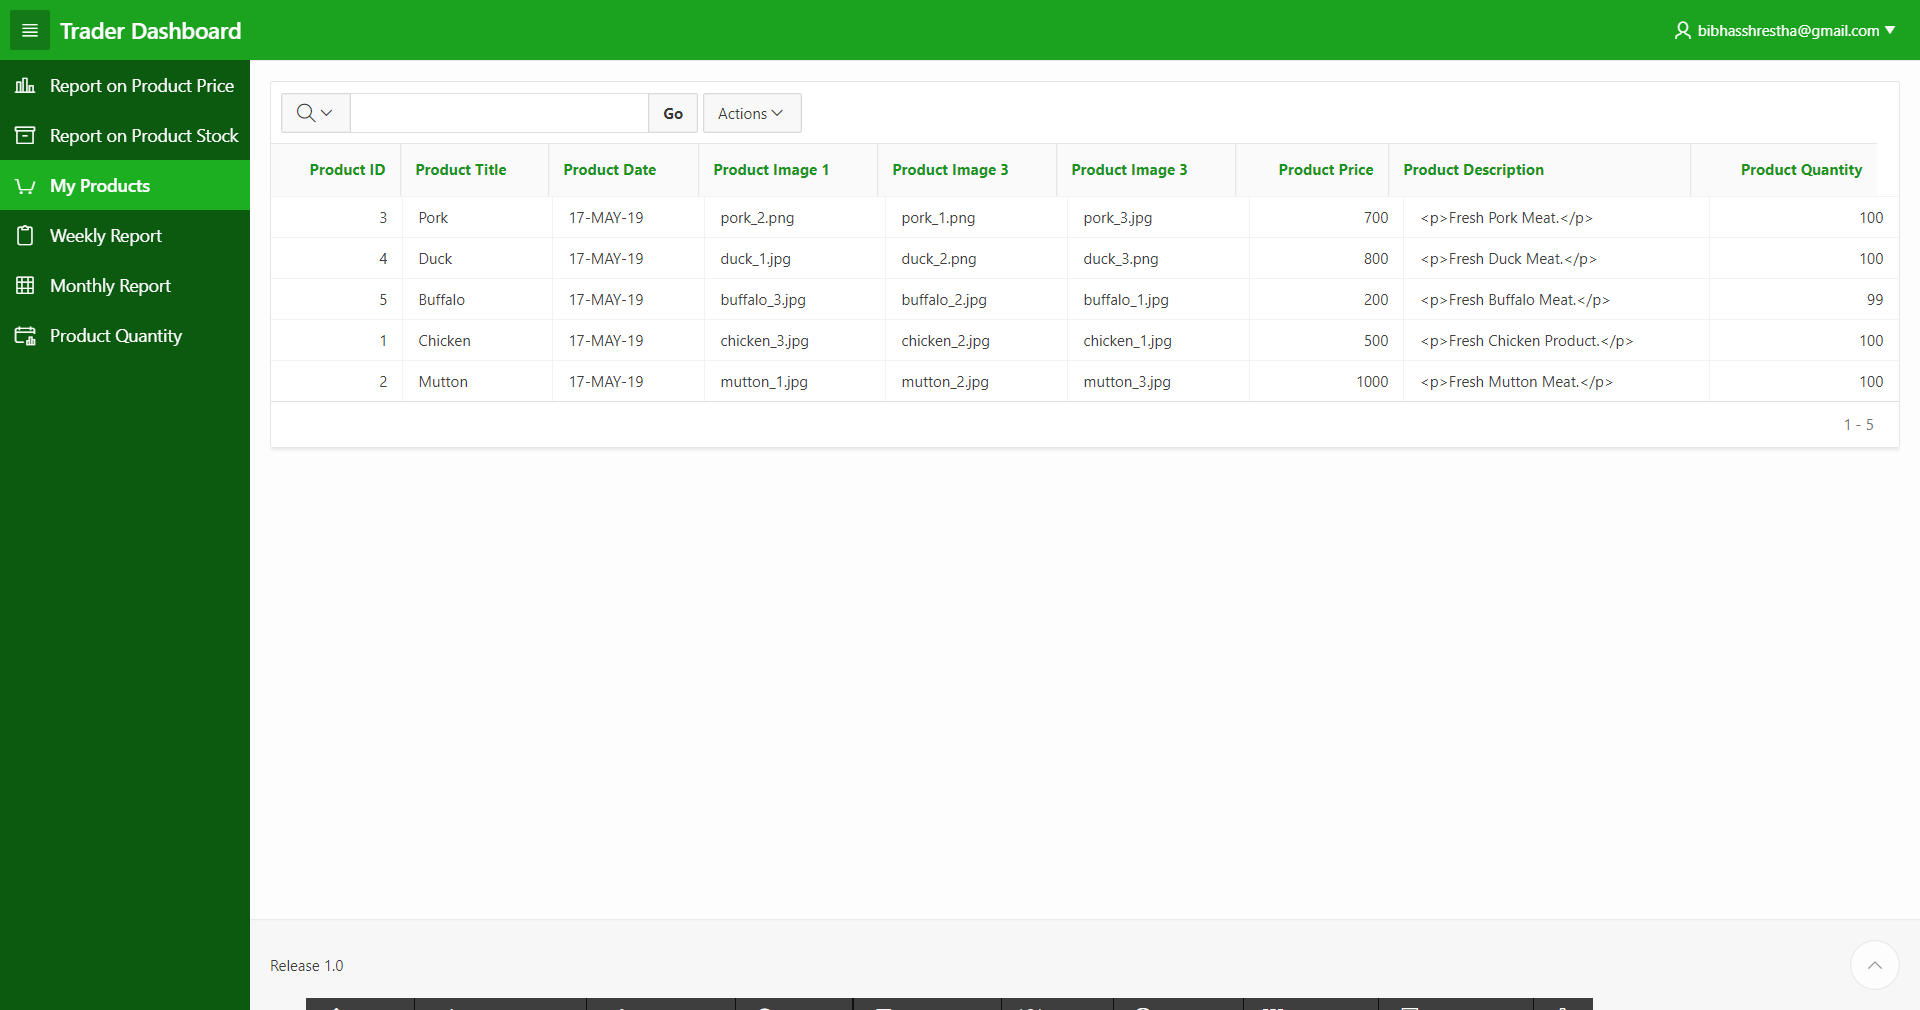 Trader Dashboard
bibhasshrestha@gmail.com
Report on Product Price
Report on Product Stock
My Products
Weekly Report
Monthly Report
Product Quantity
Go
Actions
Product ID Product Title Product Date Product Image 1 Product Image 3 Product Image 3 Product Price Product Description Product Quantity
3 Pork 17-MAY-19 pork_2.png pork_1.png pork_3.jpg 700 <p>Fresh Pork Meat.</p> 100
4 Duck 17-MAY-19 duck_1.jpg duck_2.png duck_3.png 800 <p>Fresh Duck Meat.</p> 100
5 Buffalo 17-MAY-19 buffalo_3.jpg buffalo_2.jpg buffalo_1.jpg 200 <p>Fresh Buffalo Meat.</p> 99
1 Chicken 17-MAY-19 chicken_3.jpg chicken_2.jpg chicken_1.jpg 500 <p>Fresh Chicken Product.</p> 100
2 Mutton 17-MAY-19 mutton_1.jpg mutton_2.jpg mutton_3.jpg 1000 <p>Fresh Mutton Meat.</p> 100
1 - 5
Release 1.0